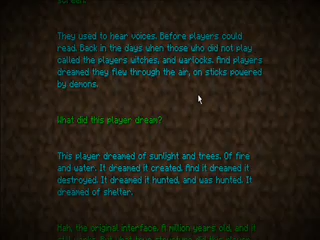 scream.
They used to hear voices. Before players could
read. Back in the days when those who did not play
called the players witches, and warlocks. And players
dreamed they flew through the air, on sticks powered
by demons.
What did this player dream?
This player dreamed of sunlight and trees. Of fire
and water. It dreamed it created. And it dreamed it
destroyed. It dreamed it hunted, and was hunted. It
dreamed of shelter.
Hah, the original interface. A million years old, and it